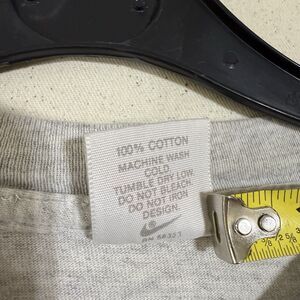 100% COTTON
MACHINE WASH
COLD
TUMBLE DRY LOW.
DO NOT BLEACH.
DO NOT IRON
DESIGN.